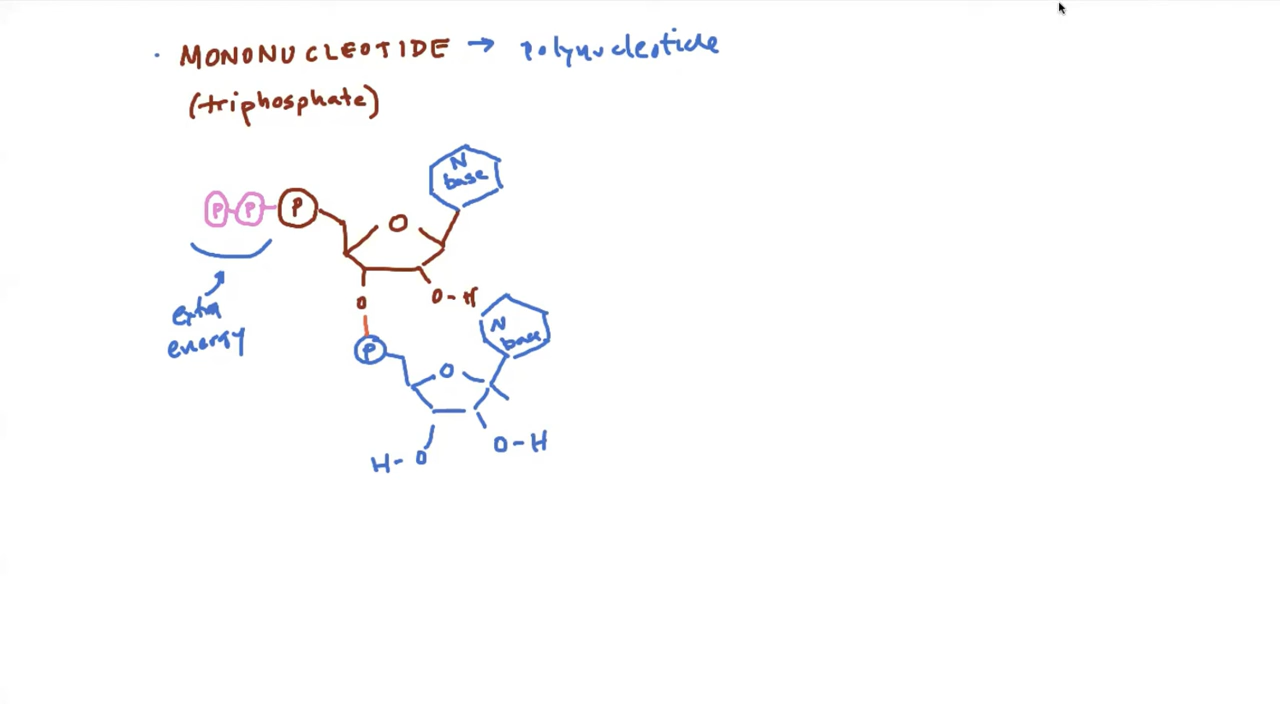 · MONONUCLEOTIDE → polynucleotide
(triphosphate)
N
base
P-P-P
O
extra
energy
O
O-H
N
base
P
O
H-O
O-H